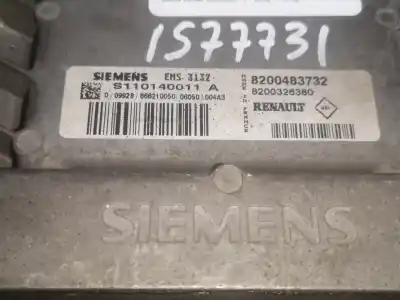 1577731
SIEMENS EMS 3132
8200483732
S110140011 A
8200326380
RENAULT
SIEMENS